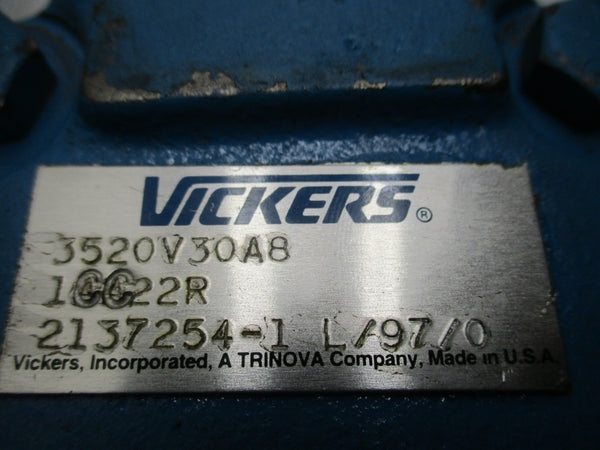 VICKERS®
3520V30A8
1CC22R
2137254-1 L/97/0
Vickers, Incorporated, A TRINOVA Company, Made in U.S.A.